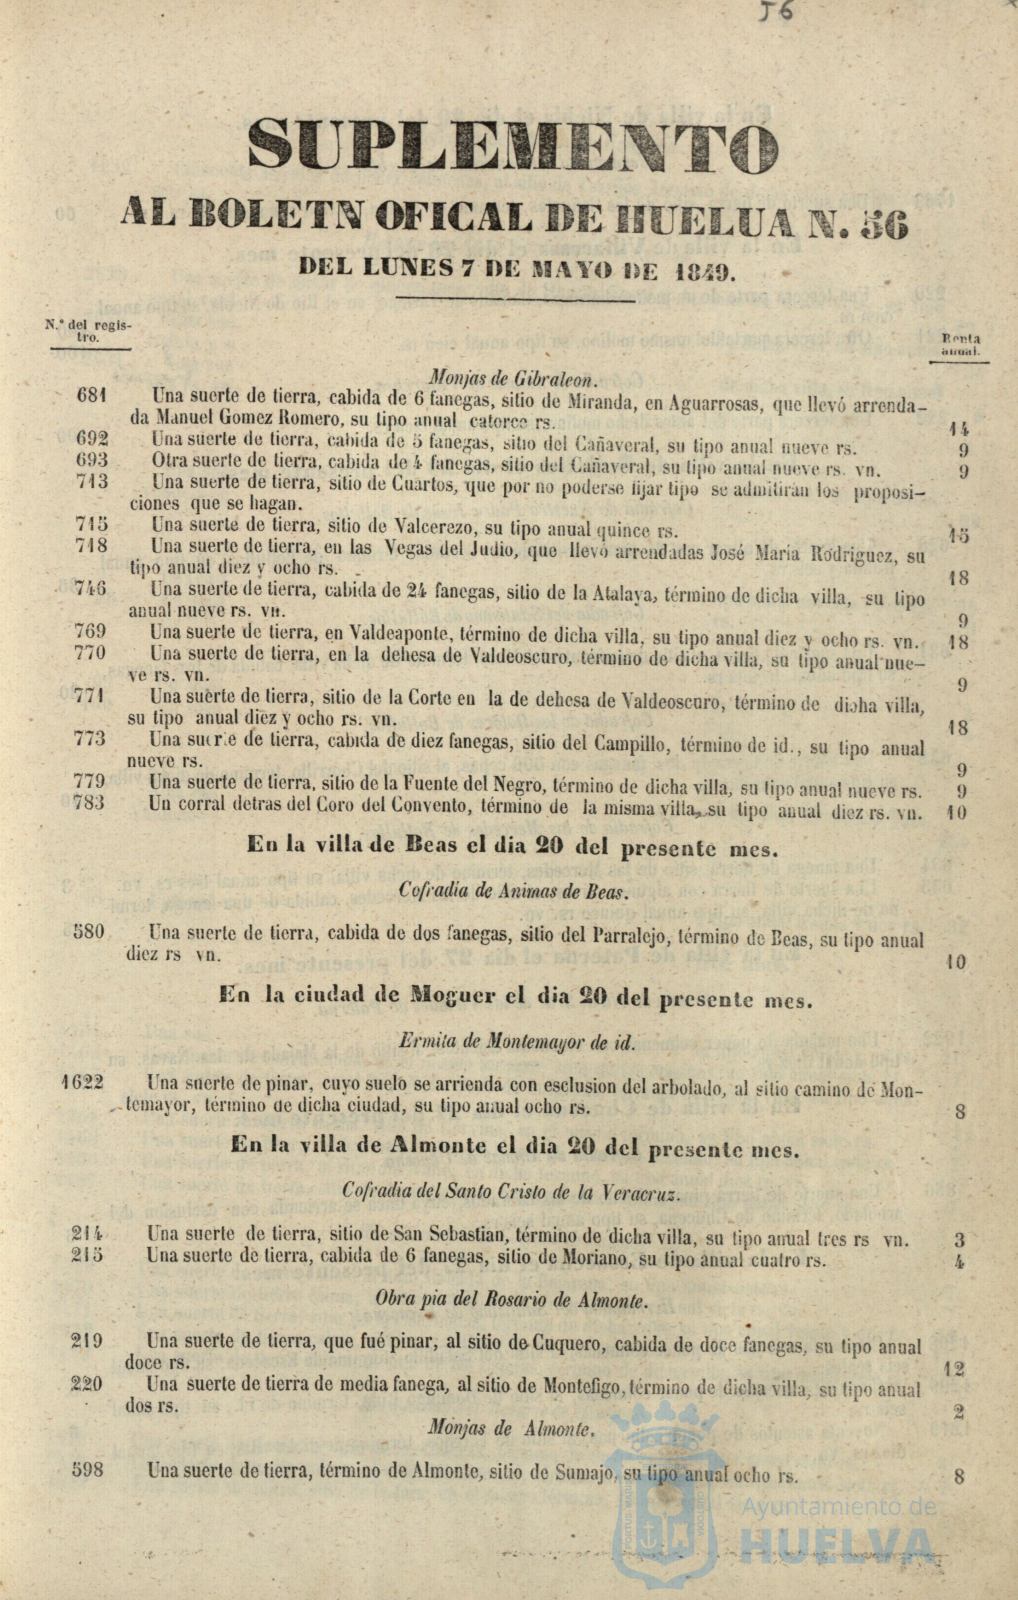 56
SUPLEMENTO
AL BOLETN OFICAL DE HUELUA N. 56
DEL LUNES 7 DE MAYO DE 1849.
N.º del regis-
tro.
Renta
anual.
Monjas de Gibraleon.
681 Una suerte de tierra, cabida de 6 fanegas, sitio de Miranda, en Aguarrosas, que llevó arrenda-
da Manuel Gomez Romero, su tipo anual catorce rs. 14
692 Una suerte de tierra, cabida de 5 fanegas, sitio del Cañaveral, su tipo anual nueve rs. 9
693 Otra suerte de tierra, cabida de 4 fanegas, sitio del Cañaveral, su tipo anual nueve rs. vn. 9
713 Una suerte de tierra, sitio de Cuartos, que por no poderse fijar tipo se admitirán los proposi-
ciones que se hagan.
715 Una suerte de tierra, sitio de Valcerezo, su tipo anual quince rs. 15
718 Una suerte de tierra, en las Vegas del Judio, que llevó arrendadas José María Rodriguez, su
tipo anual diez y ocho rs. 18
746 Una suerte de tierra, cabida de 24 fanegas, sitio de la Atalaya, término de dicha villa, su tipo
anual nueve rs. vn. 9
769 Una suerte de tierra, en Valdeaponte, término de dicha villa, su tipo anual diez y ocho rs. vn. 18
770 Una suerte de tierra, en la dehesa de Valdeoscuro, término de dicha villa, su tipo anual nue-
ve rs. vn. 9
771 Una suerte de tierra, sitio de la Corte en la de dehesa de Valdeoscuro, término de dicha villa,
su tipo anual diez y ocho rs. vn. 18
773 Una suerte de tierra, cabida de diez fanegas, sitio del Campillo, término de id., su tipo anual
nueve rs. 9
779 Una suerte de tierra, sitio de la Fuente del Negro, término de dicha villa, su tipo anual nueve rs. 9
783 Un corral detras del Coro del Convento, término de la misma villa, su tipo anual diez rs. vn. 10
En la villa de Beas el dia 20 del presente mes.
Cofradia de Animas de Beas.
580 Una suerte de tierra, cabida de dos fanegas, sitio del Parralejo, término de Beas, su tipo anual
diez rs vn. 10
En la ciudad de Moguer el dia 20 del presente mes.
Ermita de Montemayor de id.
1622 Una suerte de pinar, cuyo suelo se arrienda con esclusion del arbolado, al sitio camino de Mon-
temayor, término de dicha ciudad, su tipo anual ocho rs. 8
En la villa de Almonte el dia 20 del presente mes.
Cofradia del Santo Cristo de la Veracruz.
214 Una suerte de tierra, sitio de San Sebastian, término de dicha villa, su tipo anual tres rs vn. 3
215 Una suerte de tierra, cabida de 6 fanegas, sitio de Moriano, su tipo anual cuatro rs. 4
Obra pia del Rosario de Almonte.
219 Una suerte de tierra, que fué pinar, al sitio de Cuquero, cabida de doce fanegas, su tipo anual
doce rs. 12
220 Una suerte de tierra de media fanega, al sitio de Montefigo, término de dicha villa, su tipo anual
dos rs. 2
Monjas de Almonte.
598 Una suerte de tierra, término de Almonte, sitio de Sumajo, su tipo anual ocho rs. 8
Ayuntamiento de
HUELVA